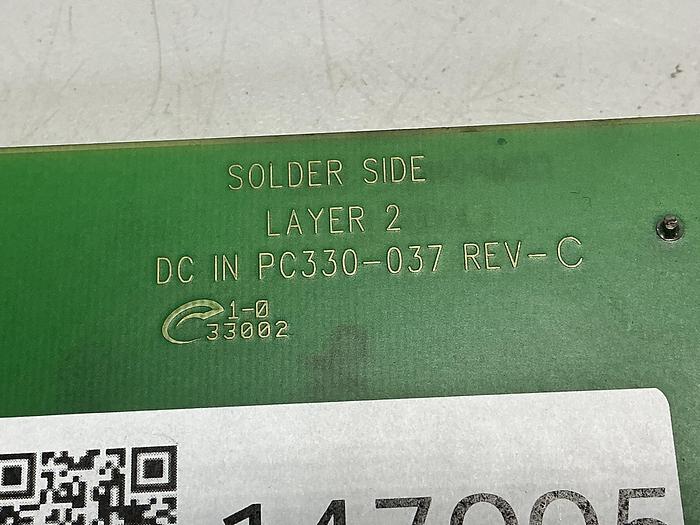 SOLDER SIDE
LAYER 2
DC IN PC330-037 REV-C
1-0
33002